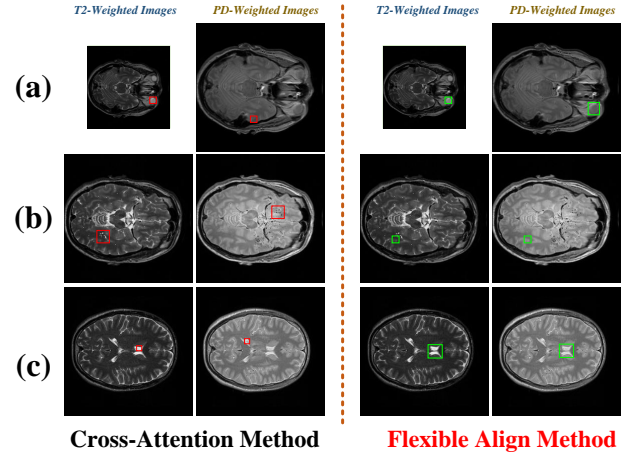 T2-Weighted Images PD-Weighted Images T2-Weighted Images PD-Weighted Images
(a)
(b)
(c)
Cross-Attention Method Flexible Align Method